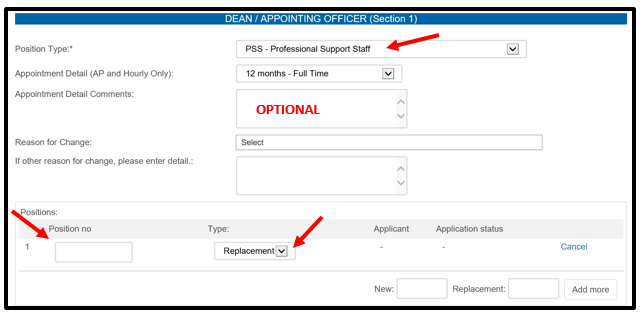 DEAN / APPOINTING OFFICER (Section 1)
Position Type:* PSS - Professional Support Staff
Appointment Detail (AP and Hourly Only): 12 months - Full Time
Appointment Detail Comments:
OPTIONAL
Reason for Change: Select
If other reason for change, please enter detail.:
Positions:
Position no Type: Applicant Application status
1 Replacement - - Cancel
New: Replacement: Add more